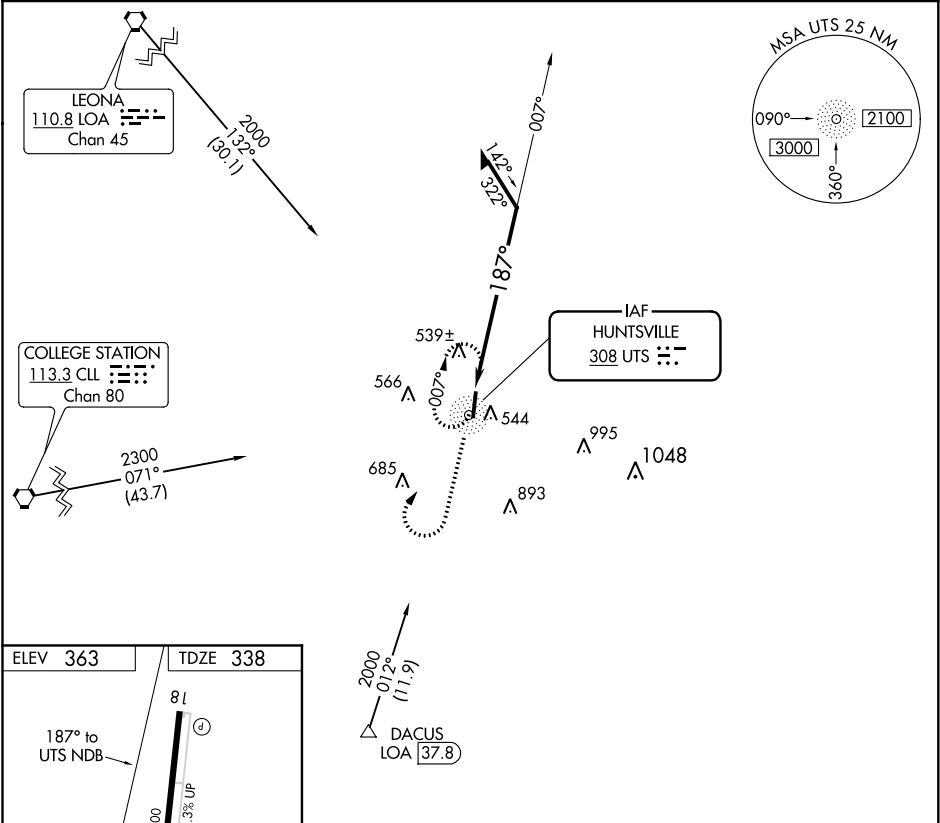 LEONA
110.8 LOA
Chan 45
2000
132°
(30.1)
007°
142°
322°
187°
MSA UTS 25 NM
090°
2100
3000
360°
IAF
HUNTSVILLE
308 UTS
539±
566
007°
544
COLLEGE STATION
113.3 CLL
Chan 80
2300
071°
(43.7)
685
995
1048
893
ELEV 363
TDZE 338
18
P
187° to
UTS NDB
.3% UP
00
2000
012°
(11.9)
DACUS
LOA 37.8